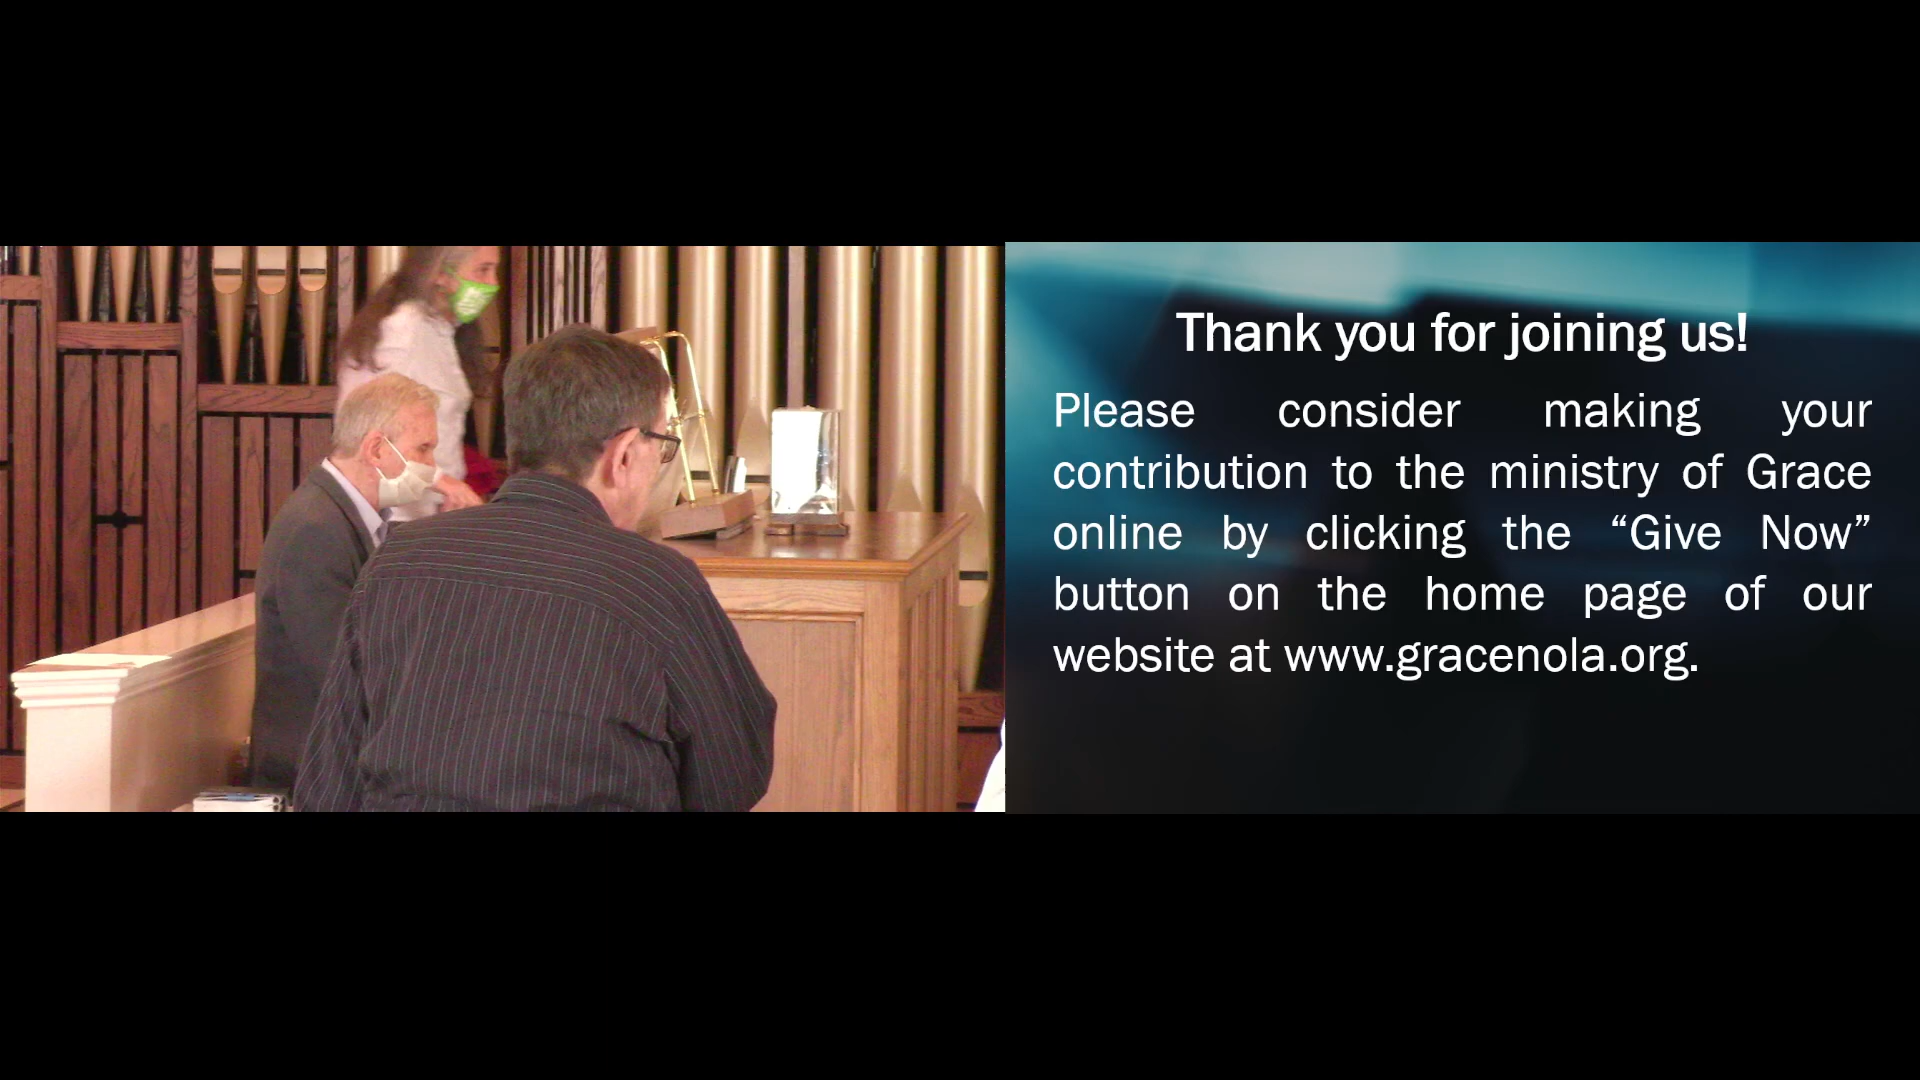 Thank you for joining us!
Please consider making your
contribution to the ministry of Grace
online by clicking the “Give Now”
button on the home page of our
website at www.gracenola.org.